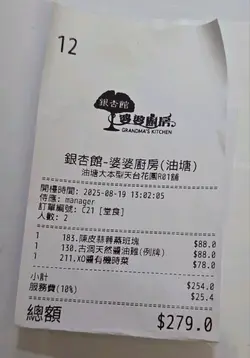 12
銀杏館
婆婆廚房
GRANDMA'S KITCHEN
銀杏館-婆婆廚房(油塘)
油塘大本型天台花園R01舖
開檯時間: 2025-08-19 13:02:05
侍應: manager
訂單編號: C21 [堂食]
人數: 2
1 183.陳皮蒜蓉蒸斑塊 $88.0
1 130.古洞天然醬油雞(例牌) $88.0
1 211.XO醬有機時菜 $78.0
小計 $254.0
服務費(10%) $25.4
總額 $279.0